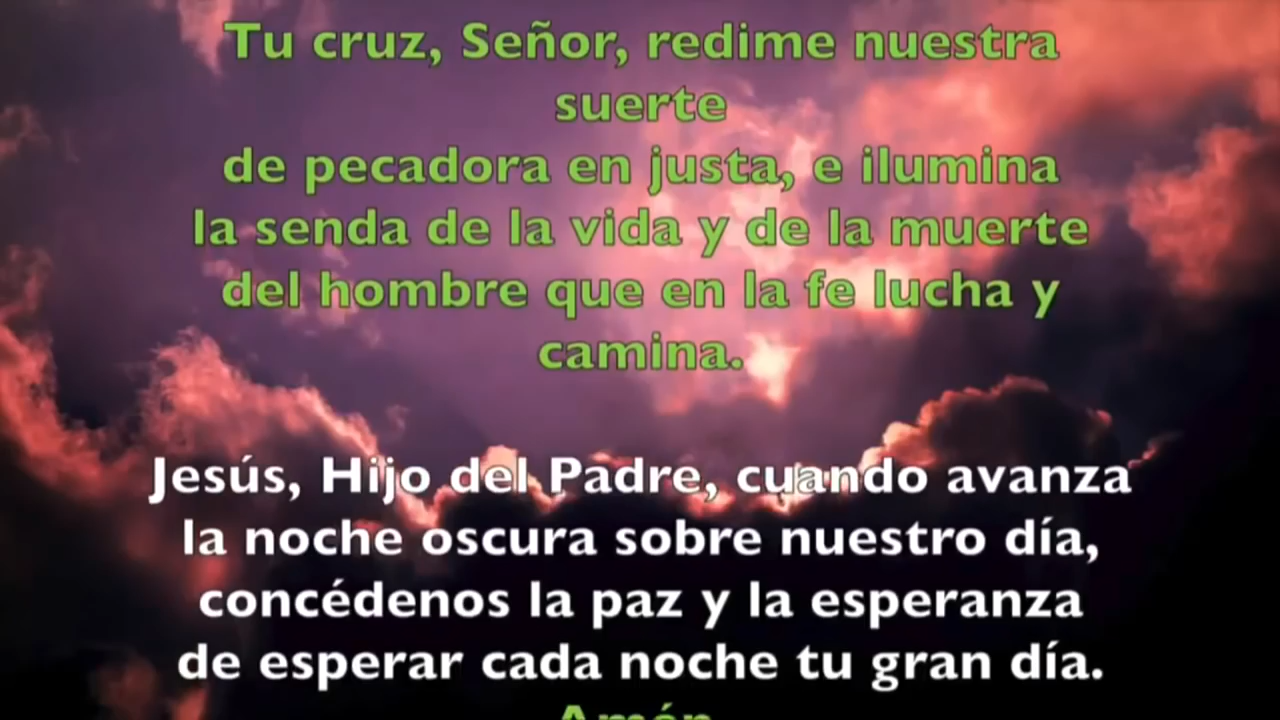 Tu cruz, Señor, redime nuestra
suerte
de pecadora en justa, e ilumina
la senda de la vida y de la muerte
del hombre que en la fe lucha y
camina.
Jesús, Hijo del Padre, cuando avanza
la noche oscura sobre nuestro día,
concédenos la paz y la esperanza
de esperar cada noche tu gran día.
Amén